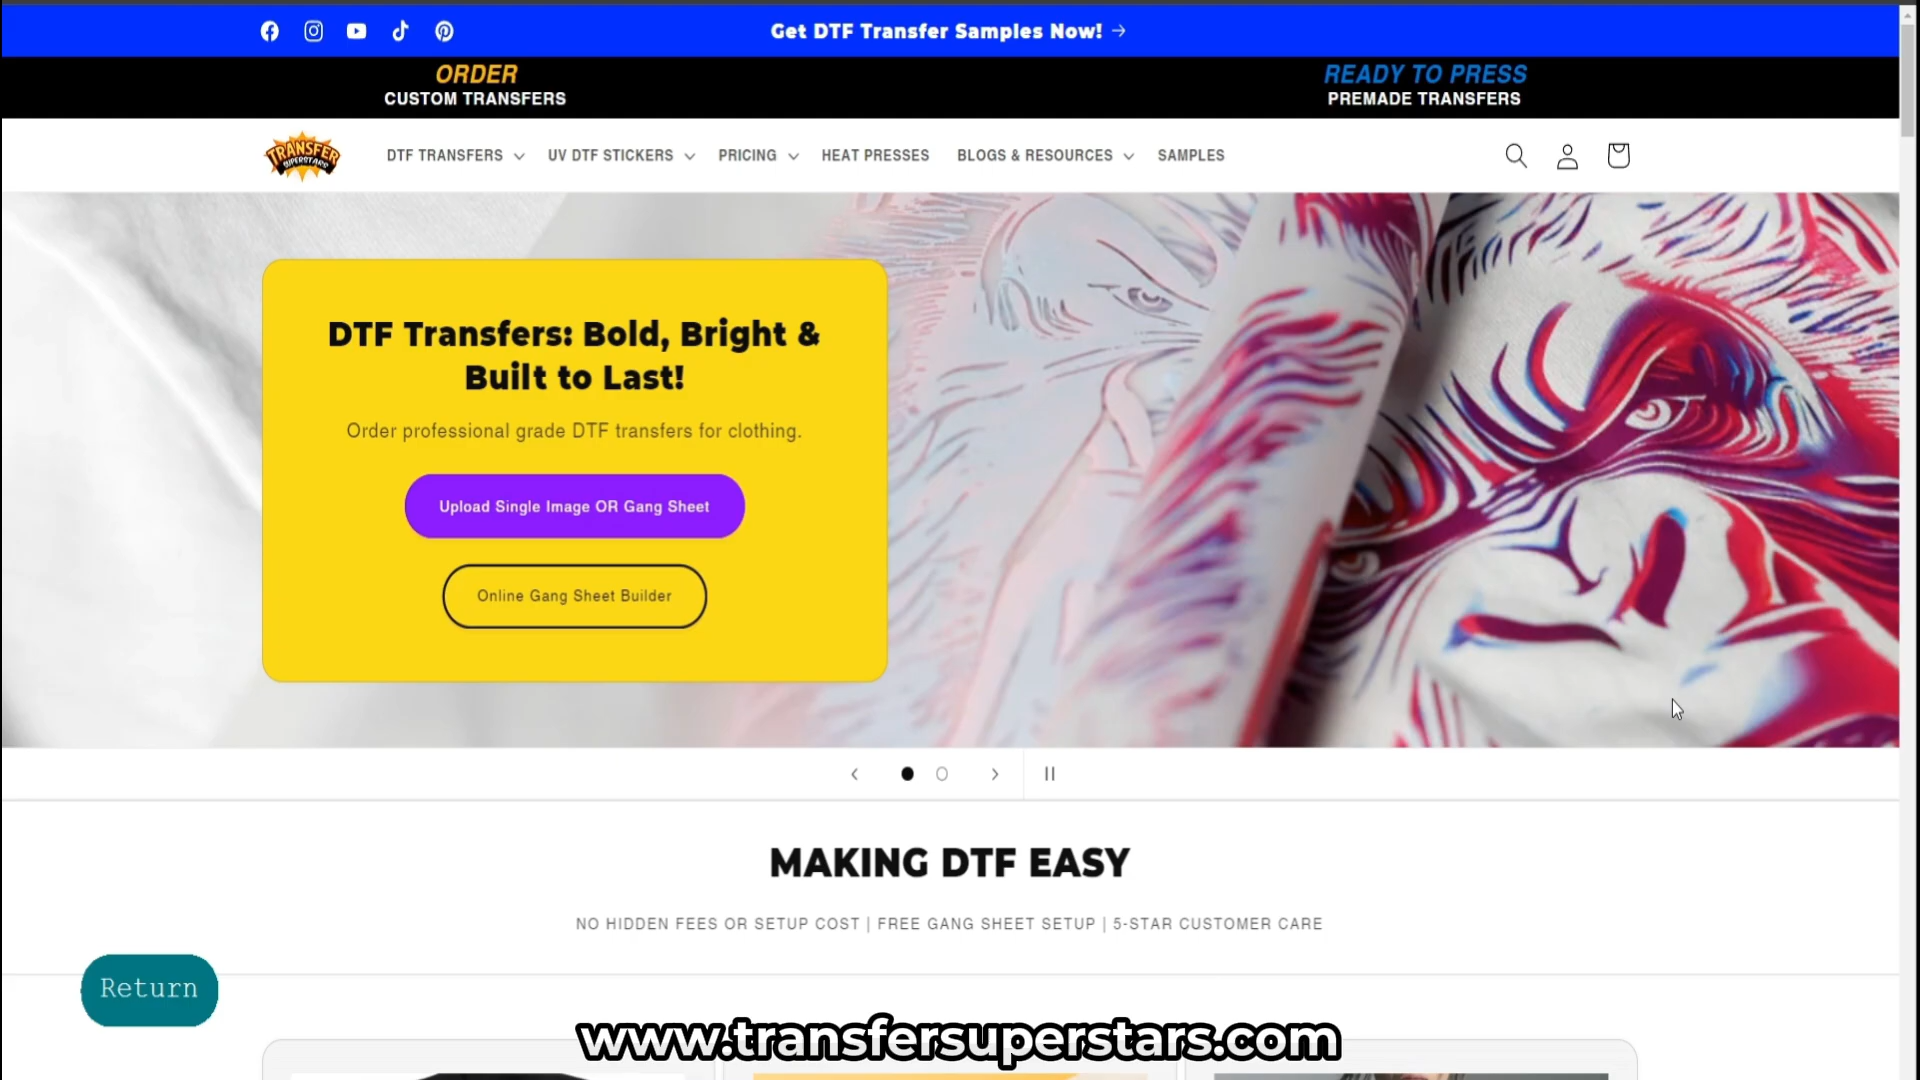 Get DTF Transfer Samples Now! →
ORDER
CUSTOM TRANSFERS
READY TO PRESS
PREMADE TRANSFERS
TRANSFER
SUPERSTARS
DTF TRANSFERS
UV DTF STICKERS
PRICING
HEAT PRESSES
BLOGS & RESOURCES
SAMPLES
DTF Transfers: Bold, Bright &
Built to Last!
Order professional grade DTF transfers for clothing.
Upload Single Image OR Gang Sheet
Online Gang Sheet Builder
MAKING DTF EASY
NO HIDDEN FEES OR SETUP COST | FREE GANG SHEET SETUP | 5-STAR CUSTOMER CARE
Return
www.transfersuperstars.com